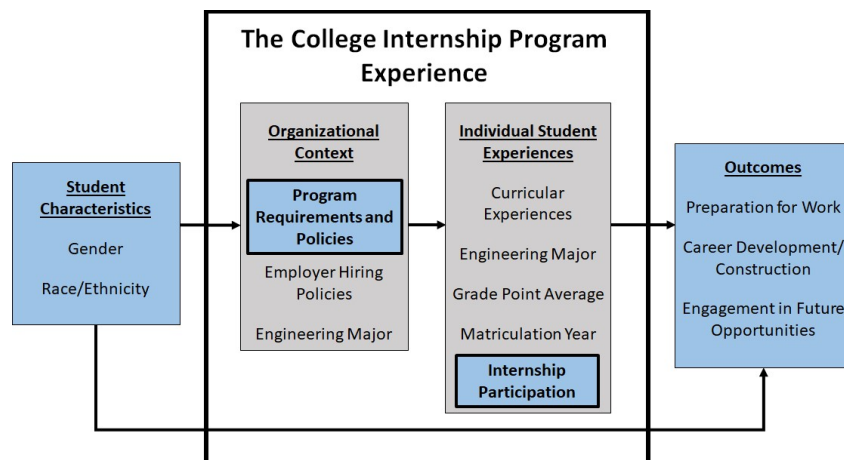 The College Internship Program
Experience
Student
Characteristics
Gender
Race/Ethnicity
Organizational
Context
Program
Requirements and
Policies
Employer Hiring
Policies
Engineering Major
Individual Student
Experiences
Curricular
Experiences
Engineering Major
Grade Point Average
Matriculation Year
Internship
Participation
Outcomes
Preparation for Work
Career Development/
Construction
Engagement in Future
Opportunities